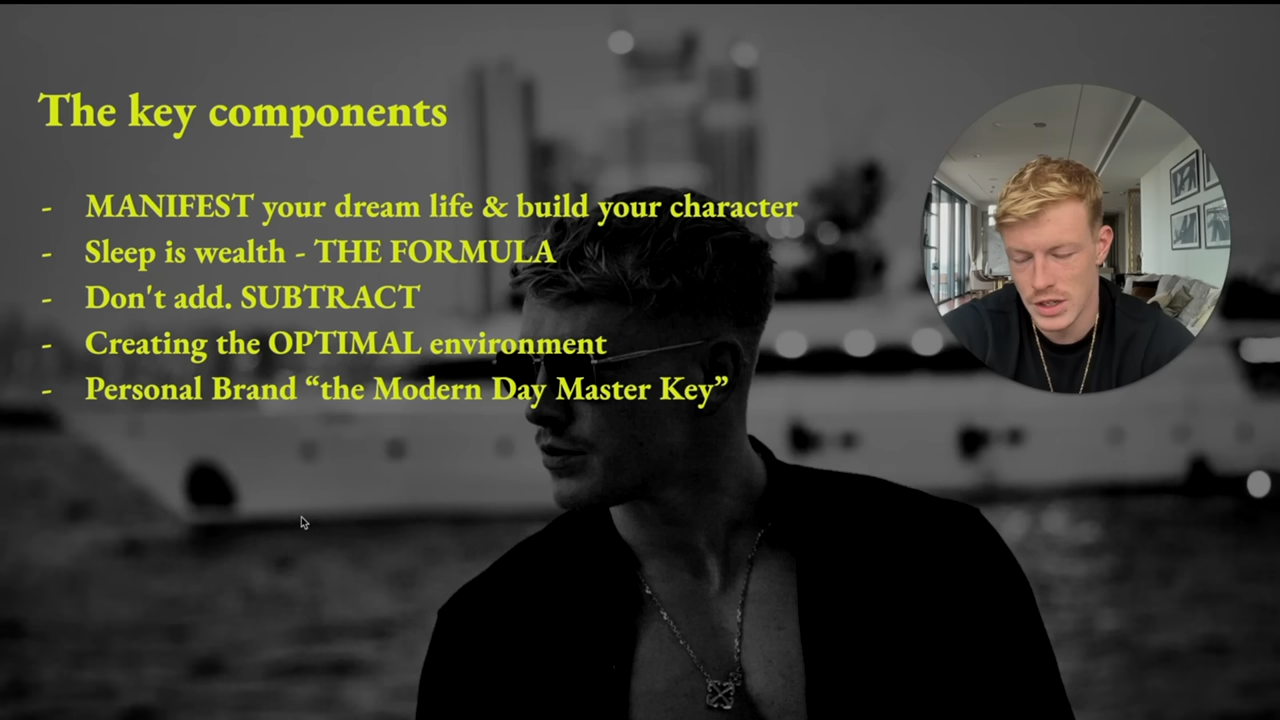 The key components
- MANIFEST your dream life & build your character
- Sleep is wealth - THE FORMULA
- Don't add. SUBTRACT
- Creating the OPTIMAL environment
- Personal Brand “the Modern Day Master Key”